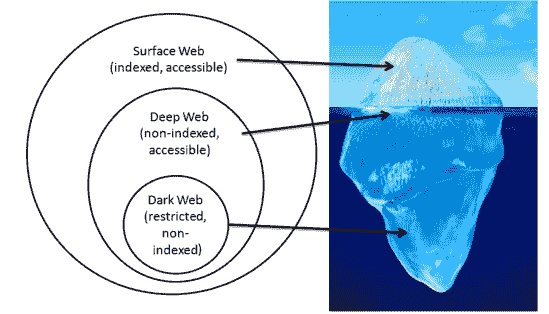 Surface Web
(indexed, accessible)
Deep Web
(non-indexed,
accessible)
Dark Web
(restricted,
non-
indexed)